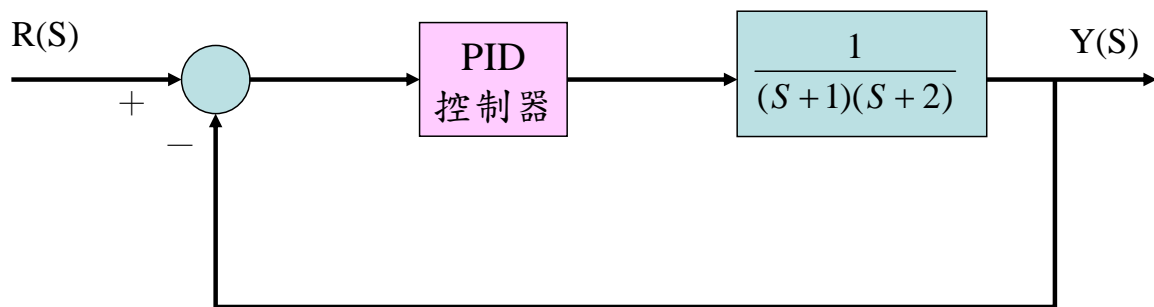 R(S)
+
−
PID
控制器
1
(S+1)(S+2)
Y(S)